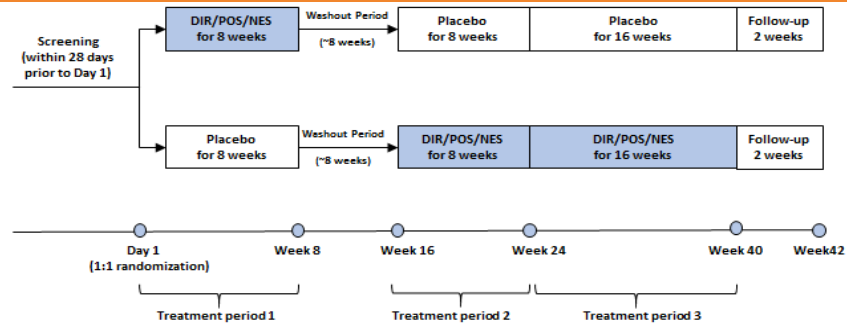 Screening
(within 28 days
prior to Day 1)
DIR/POS/NES
for 8 weeks
Washout Period
(~8 weeks)
Placebo
for 8 weeks
Placebo
for 16 weeks
Follow-up
2 weeks
Placebo
for 8 weeks
Washout Period
(~8 weeks)
DIR/POS/NES
for 8 weeks
DIR/POS/NES
for 16 weeks
Follow-up
2 weeks
Day 1
(1:1 randomization)
Week 8
Week 16
Week 24
Week 40
Week42
Treatment period 1
Treatment period 2
Treatment period 3